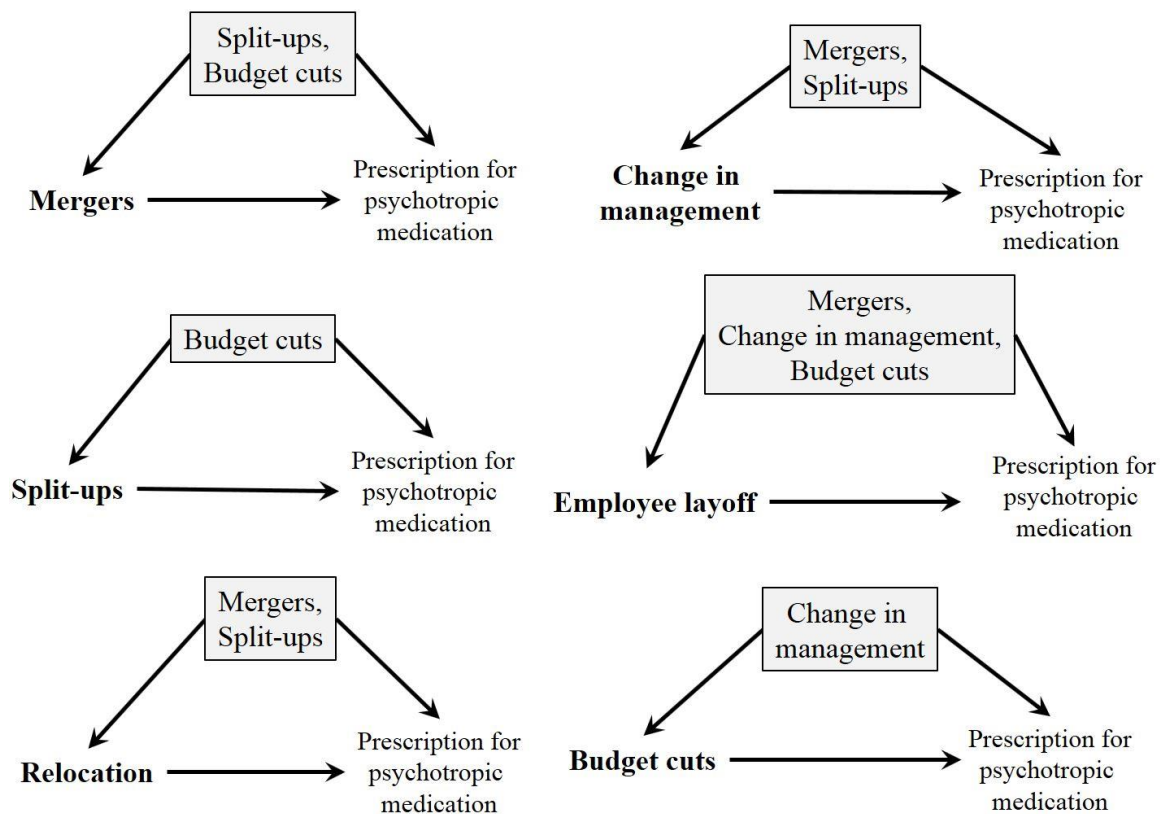 Split-ups,
Budget cuts
Mergers
Prescription for
psychotropic
medication
Mergers,
Split-ups
Change in
management
Prescription for
psychotropic
medication
Budget cuts
Split-ups
Prescription for
psychotropic
medication
Mergers,
Change in management,
Budget cuts
Employee layoff
Prescription for
psychotropic
medication
Mergers,
Split-ups
Relocation
Prescription for
psychotropic
medication
Change in
management
Budget cuts
Prescription for
psychotropic
medication